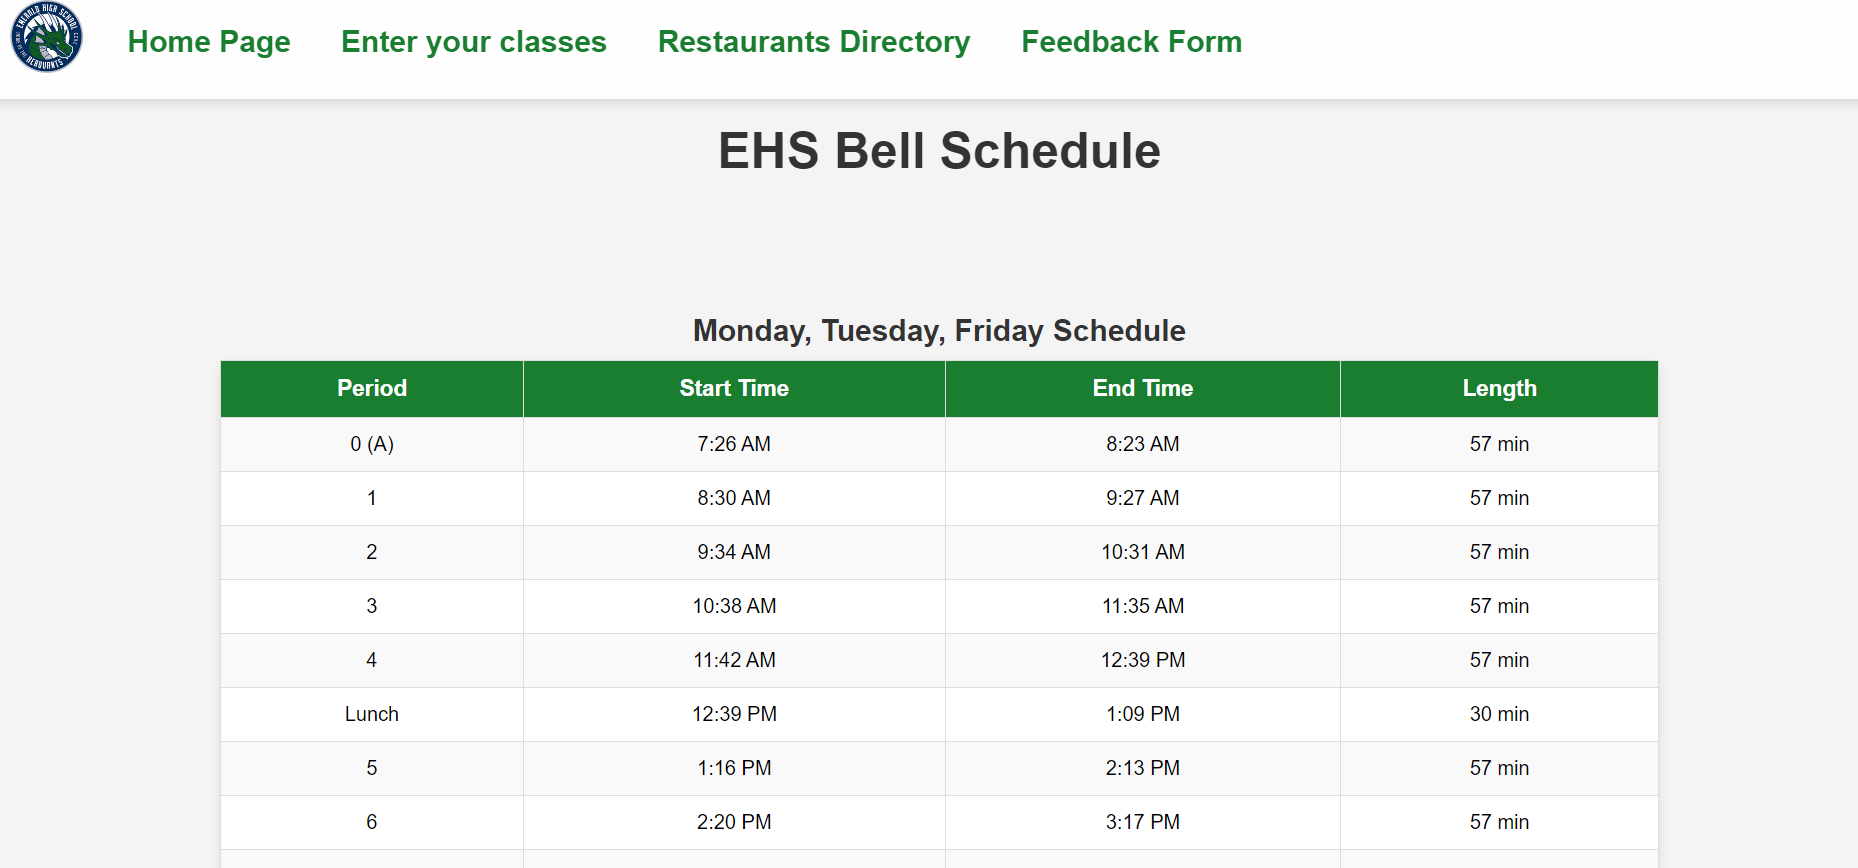 EMERALD HIGH SCHOOL
AERODUANTS
Home Page Enter your classes Restaurants Directory Feedback Form
EHS Bell Schedule
Monday, Tuesday, Friday Schedule
Period Start Time End Time Length
0 (A) 7:26 AM 8:23 AM 57 min
1 8:30 AM 9:27 AM 57 min
2 9:34 AM 10:31 AM 57 min
3 10:38 AM 11:35 AM 57 min
4 11:42 AM 12:39 PM 57 min
Lunch 12:39 PM 1:09 PM 30 min
5 1:16 PM 2:13 PM 57 min
6 2:20 PM 3:17 PM 57 min